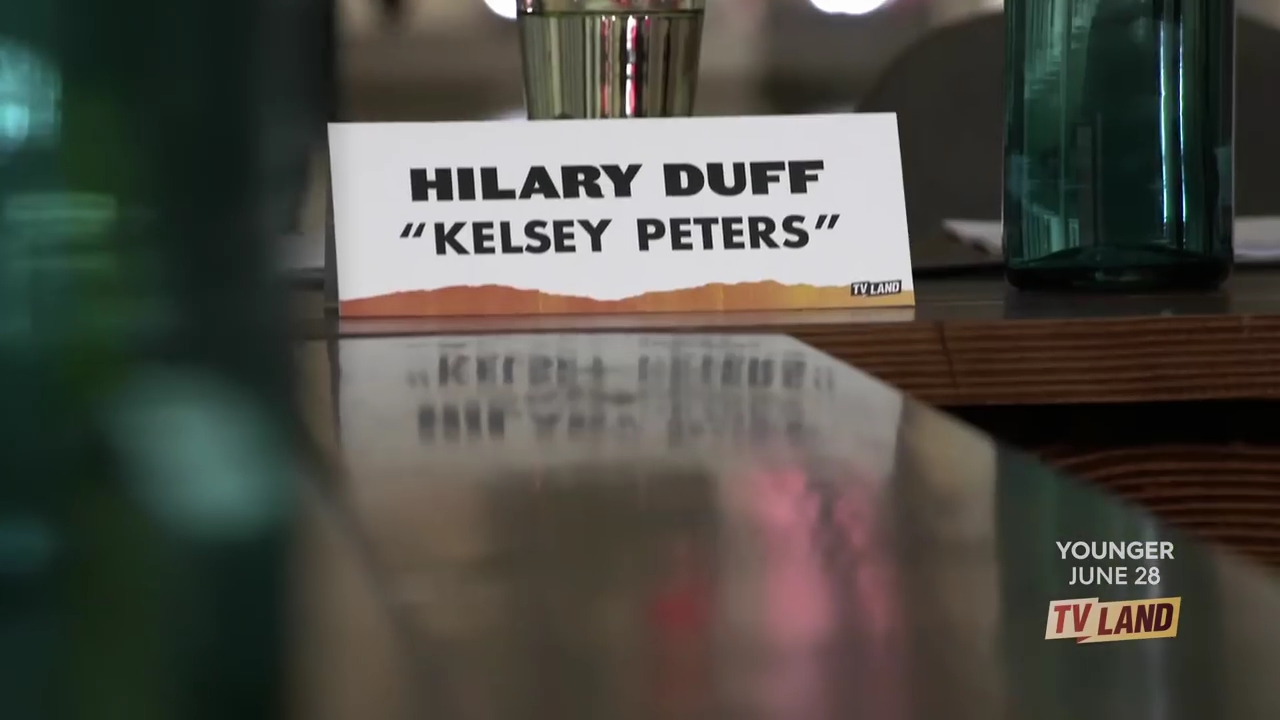 HILARY DUFF
“KELSEY PETERS”
TV LAND
YOUNGER
JUNE 28
TV LAND